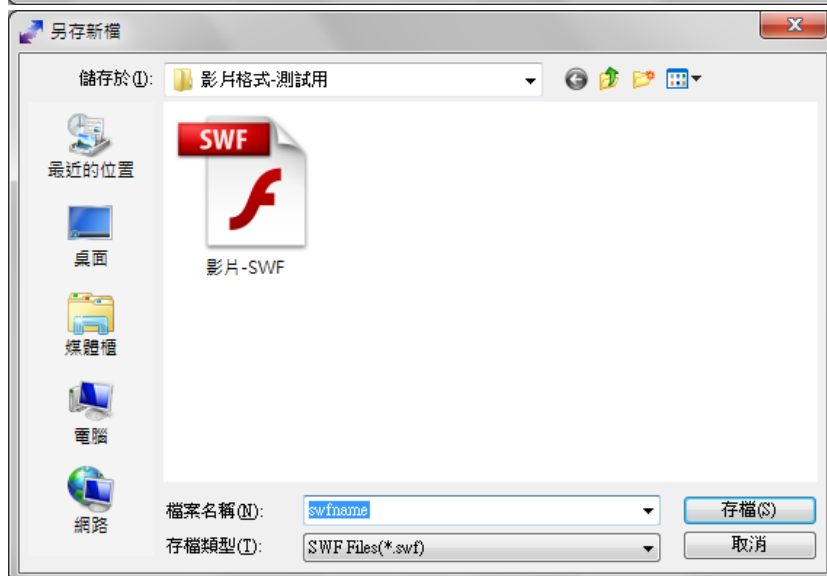 另存新檔
儲存於(I):
影片格式-測試用
最近的位置
桌面
媒體櫃
電腦
網路
SWF
影片-SWF
檔案名稱(N):
swfname
存檔(S)
存檔類型(T):
SWF Files(*.swf)
取消